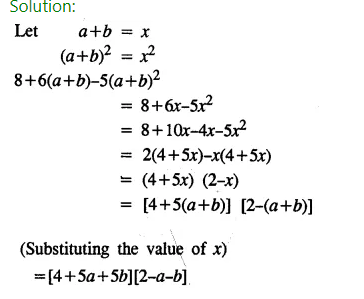 Solution:
Let a+b = x
(a+b)² = x²
8+6(a+b)–5(a+b)²
= 8+6x–5x²
= 8+10x–4x–5x²
= 2(4+5x)–x(4+5x)
= (4+5x) (2–x)
= [4+5(a+b)] [2–(a+b)]
(Substituting the value of x)
=[4+5a+5b][2–a–b]